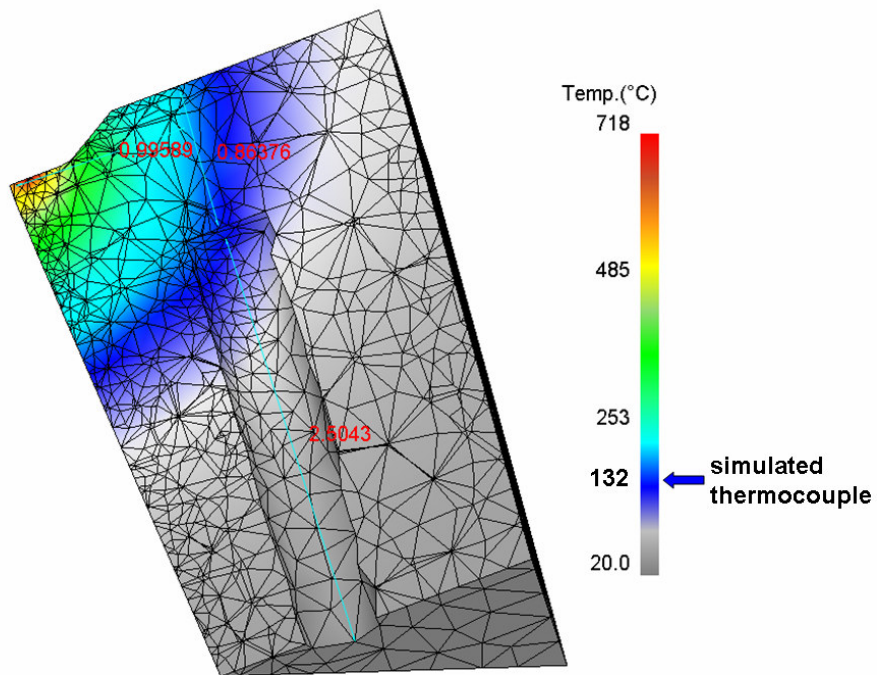 Temp.(°C)
718
0.99589
0.86376
485
253
2.5043
132
simulated
thermocouple
20.0